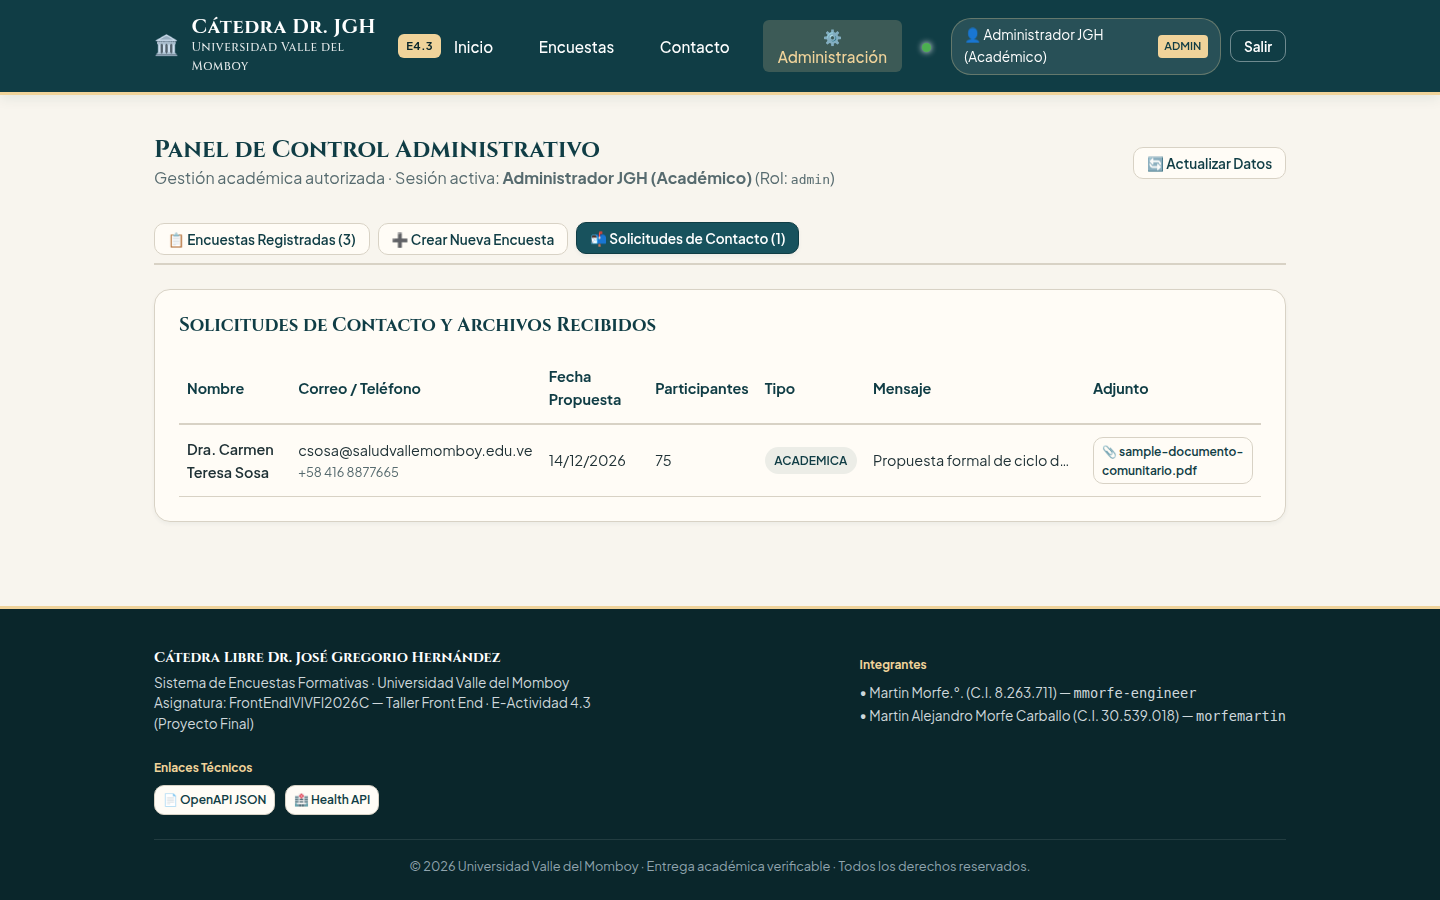 Cátedra Dr. JGH
Universidad Valle del
Momboy
E4.3
Inicio
Encuestas
Contacto
Administración
Administrador JGH
(Académico)
ADMIN
Salir
Panel de Control Administrativo
Gestión académica autorizada · Sesión activa: Administrador JGH (Académico) (Rol: admin)
Actualizar Datos
Encuestas Registradas (3)
Crear Nueva Encuesta
Solicitudes de Contacto (1)
Solicitudes de Contacto y Archivos Recibidos
Nombre
Correo / Teléfono
Fecha
Propuesta
Participantes
Tipo
Mensaje
Adjunto
Dra. Carmen
Teresa Sosa
csosa@saludvallemomboy.edu.ve
+58 416 8877665
14/12/2026
75
ACADEMICA
Propuesta formal de ciclo d...
sample-documento-
comunitario.pdf
Cátedra Libre Dr. José Gregorio Hernández
Sistema de Encuestas Formativas · Universidad Valle del Momboy
Asignatura: FrontEndIVIVFI2026C — Taller Front End · E-Actividad 4.3
(Proyecto Final)
Integrantes
• Martin Morfe.°. (C.I. 8.263.711) — mmorfe-engineer
• Martin Alejandro Morfe Carballo (C.I. 30.539.018) — morfemartin
Enlaces Técnicos
OpenAPI JSON
Health API
© 2026 Universidad Valle del Momboy · Entrega académica verificable · Todos los derechos reservados.